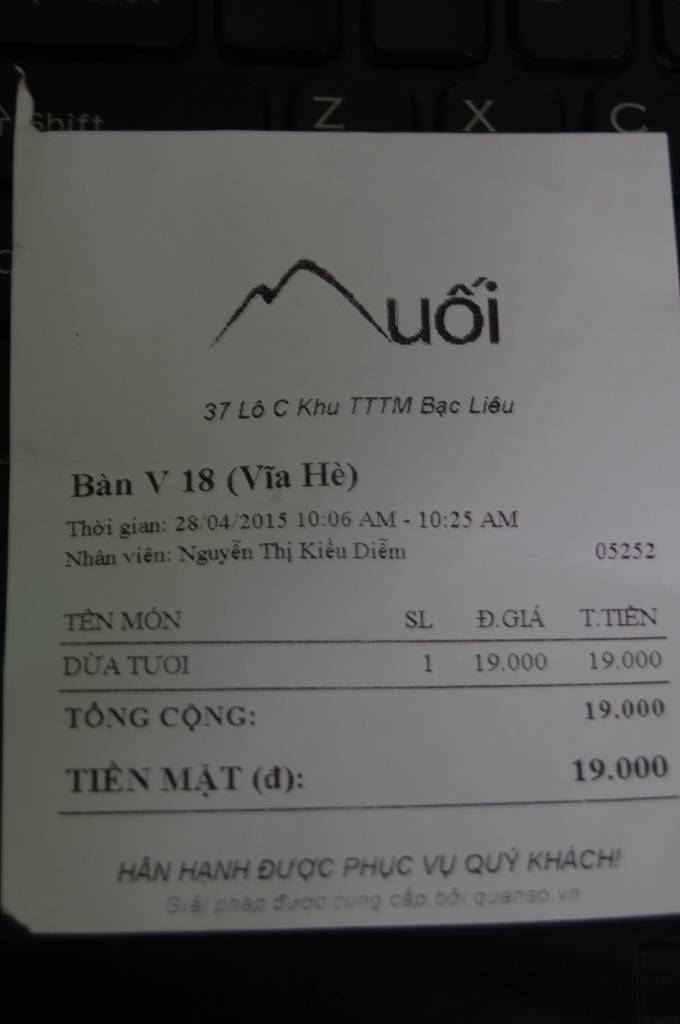 Shift Z X C
Muối
37 Lô C Khu TTTM Bạc Liêu
Bàn V 18 (Vĩa Hè)
Thời gian: 28/04/2015 10:06 AM - 10:25 AM
Nhân viên: Nguyễn Thị Kiều Diễm 05252
TÊN MÓN SL Đ.GIÁ T.TIỀN
DỪA TƯƠI 1 19.000 19.000
TỔNG CỘNG: 19.000
TIỀN MẶT (đ): 19.000
HÂN HẠNH ĐƯỢC PHỤC VỤ QUÝ KHÁCH!
Giải pháp được cung cấp bởi quanso.vn